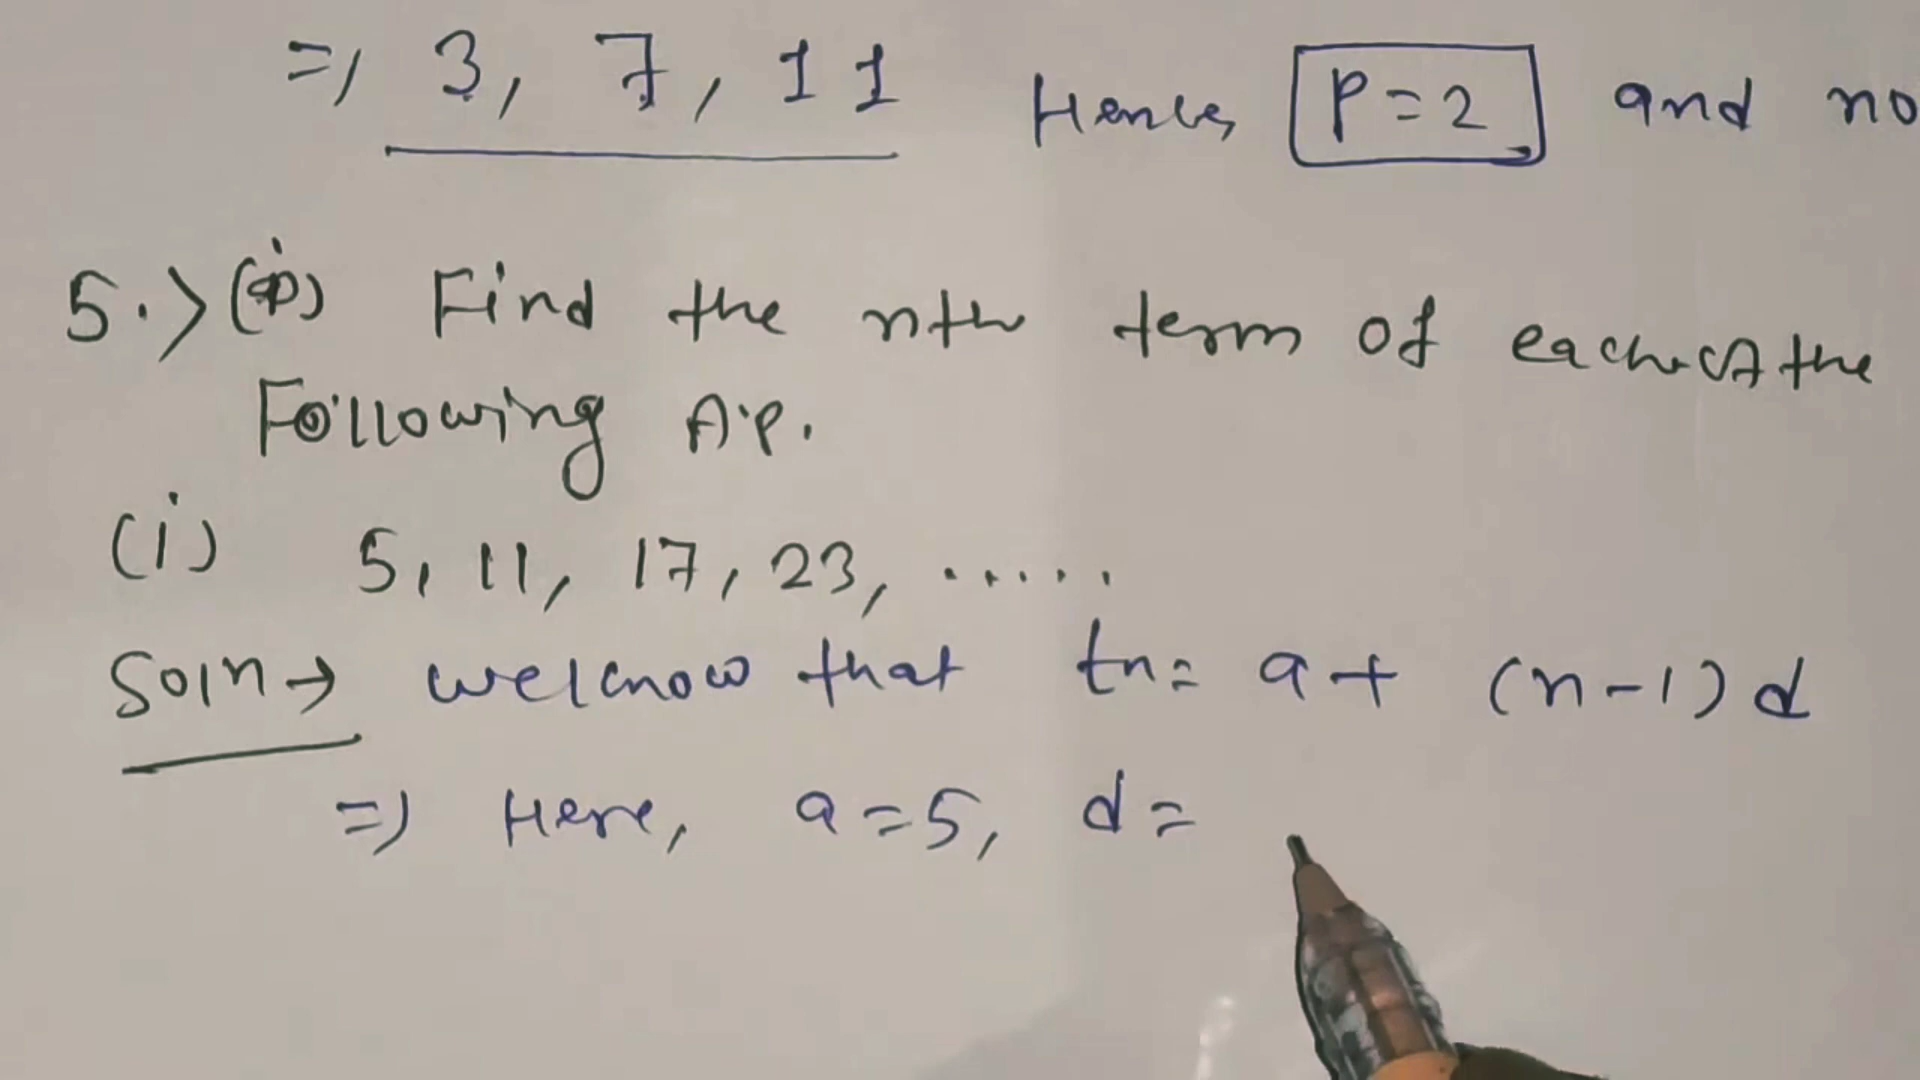 => 3, 7, 11 Hence, P=2 and no
5.> (i) Find the nth term of each of the
Following A.P.
(i) 5, 11, 17, 23, .....
Soln→ we know that tn= a+ (n-1)d
=> Here, a=5, d=